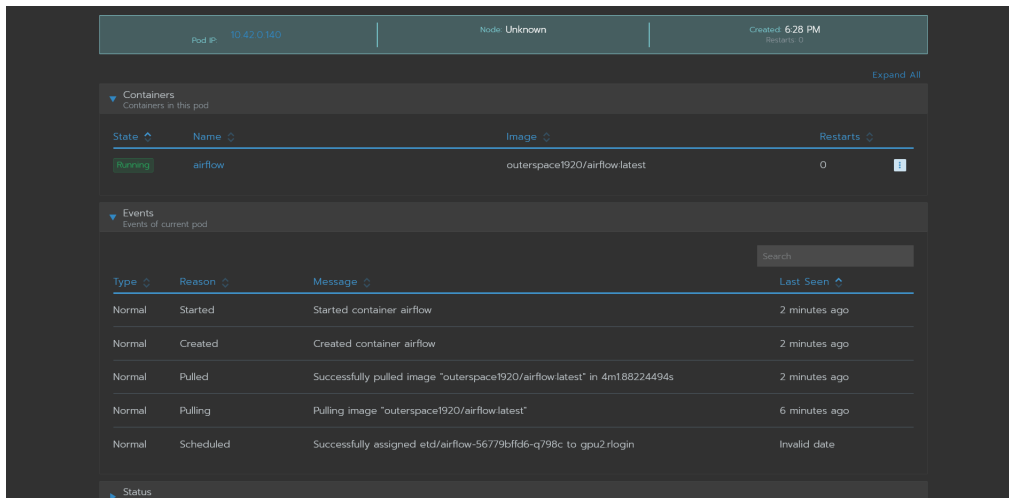 Pod IP: 10.42.0.140
Node: Unknown
Created: 6:28 PM
Restarts: 0
Expand All
Containers
Containers in this pod
State Name Image Restarts
Running airflow outerspace1920/airflow:latest 0
Events
Events of current pod
Search
Type Reason Message Last Seen
Normal Started Started container airflow 2 minutes ago
Normal Created Created container airflow 2 minutes ago
Normal Pulled Successfully pulled image "outerspace1920/airflow:latest" in 4m1.88224494s 2 minutes ago
Normal Pulling Pulling image "outerspace1920/airflow:latest" 6 minutes ago
Normal Scheduled Successfully assigned etd/airflow-56779bffd6-q798c to gpu2.rlogin Invalid date
Status